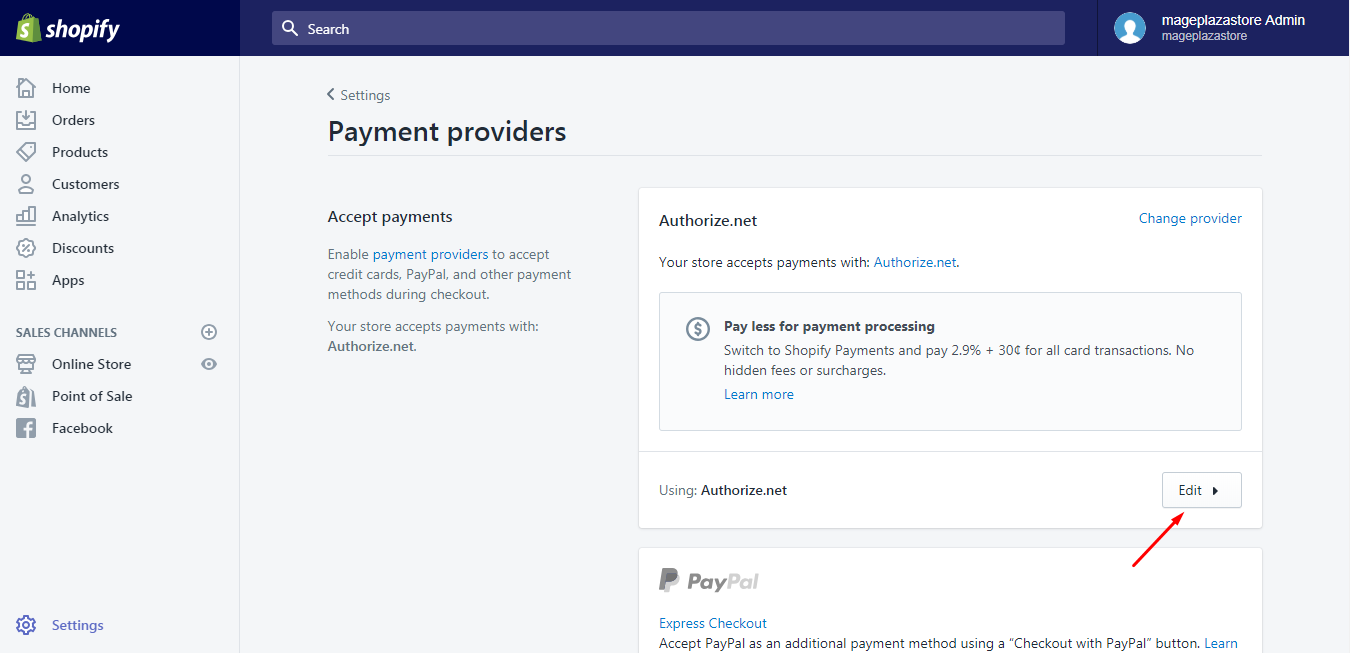 shopify
Search
mageplazastore Admin
mageplazastore
Home
Orders
Products
Customers
Analytics
Discounts
Apps
SALES CHANNELS
Online Store
Point of Sale
Facebook
Settings
Settings
Payment providers
Accept payments
Enable payment providers to accept
credit cards, PayPal, and other payment
methods during checkout.
Your store accepts payments with:
Authorize.net.
Authorize.net
Change provider
Your store accepts payments with: Authorize.net.
Pay less for payment processing
Switch to Shopify Payments and pay 2.9% + 30¢ for all card transactions. No
hidden fees or surcharges.
Learn more
Using: Authorize.net
Edit
PayPal
Express Checkout
Accept PayPal as an additional payment method using a “Checkout with PayPal” button. Learn